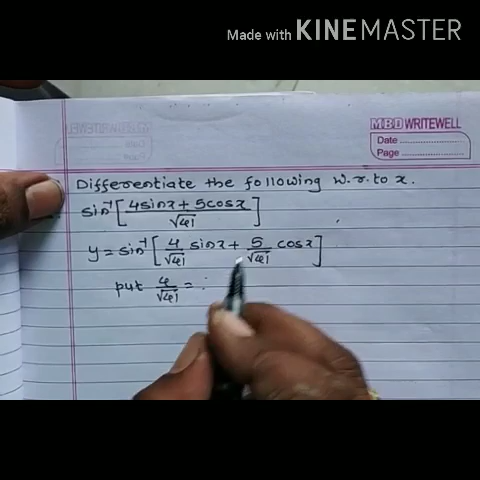 Made with KINEMASTER
MBD WRITEWELL
Date
Page
Differentiate the following w.r.to x.
sin⁻¹[(4sinx + 5cosx)/√41]
y = sin⁻¹[4/√41 sinx + 5/√41 cosx]
put 4/√41 =